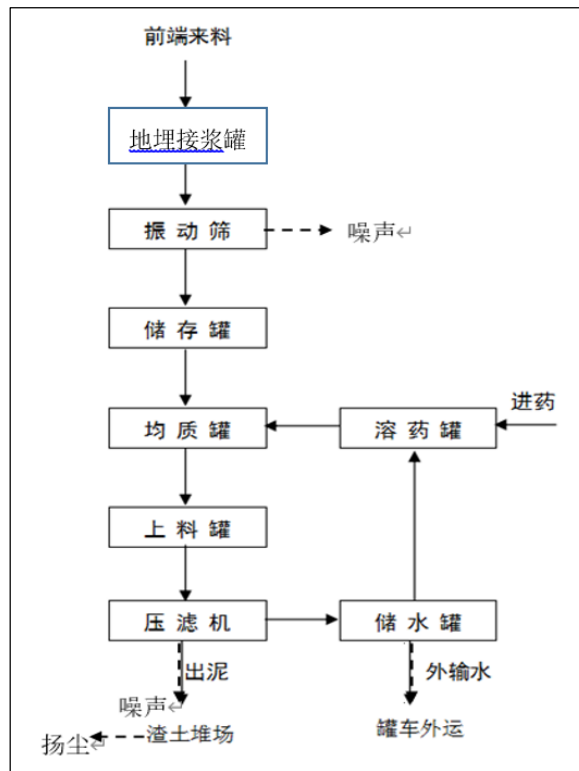 前端来料
地埋接浆罐
振动筛
噪声↵
储存罐
进药
均质罐
溶药罐
上料罐
压滤机
储水罐
出泥
外输水
噪声↵
扬尘↵
渣土堆场
罐车外运